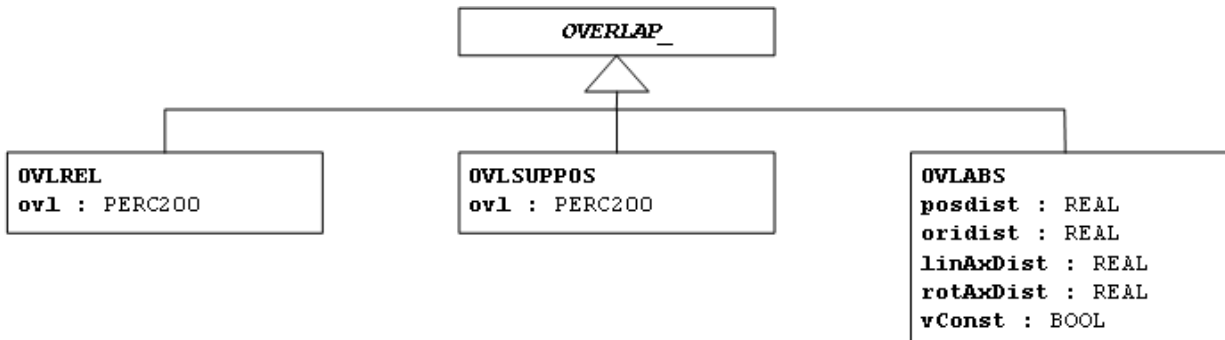 OVERLAP_
OVLREL
ovl : PERC200
OVLSUPPOS
ovl : PERC200
OVLABS
posdist : REAL
oridist : REAL
linAxDist : REAL
rotAxDist : REAL
vConst : BOOL